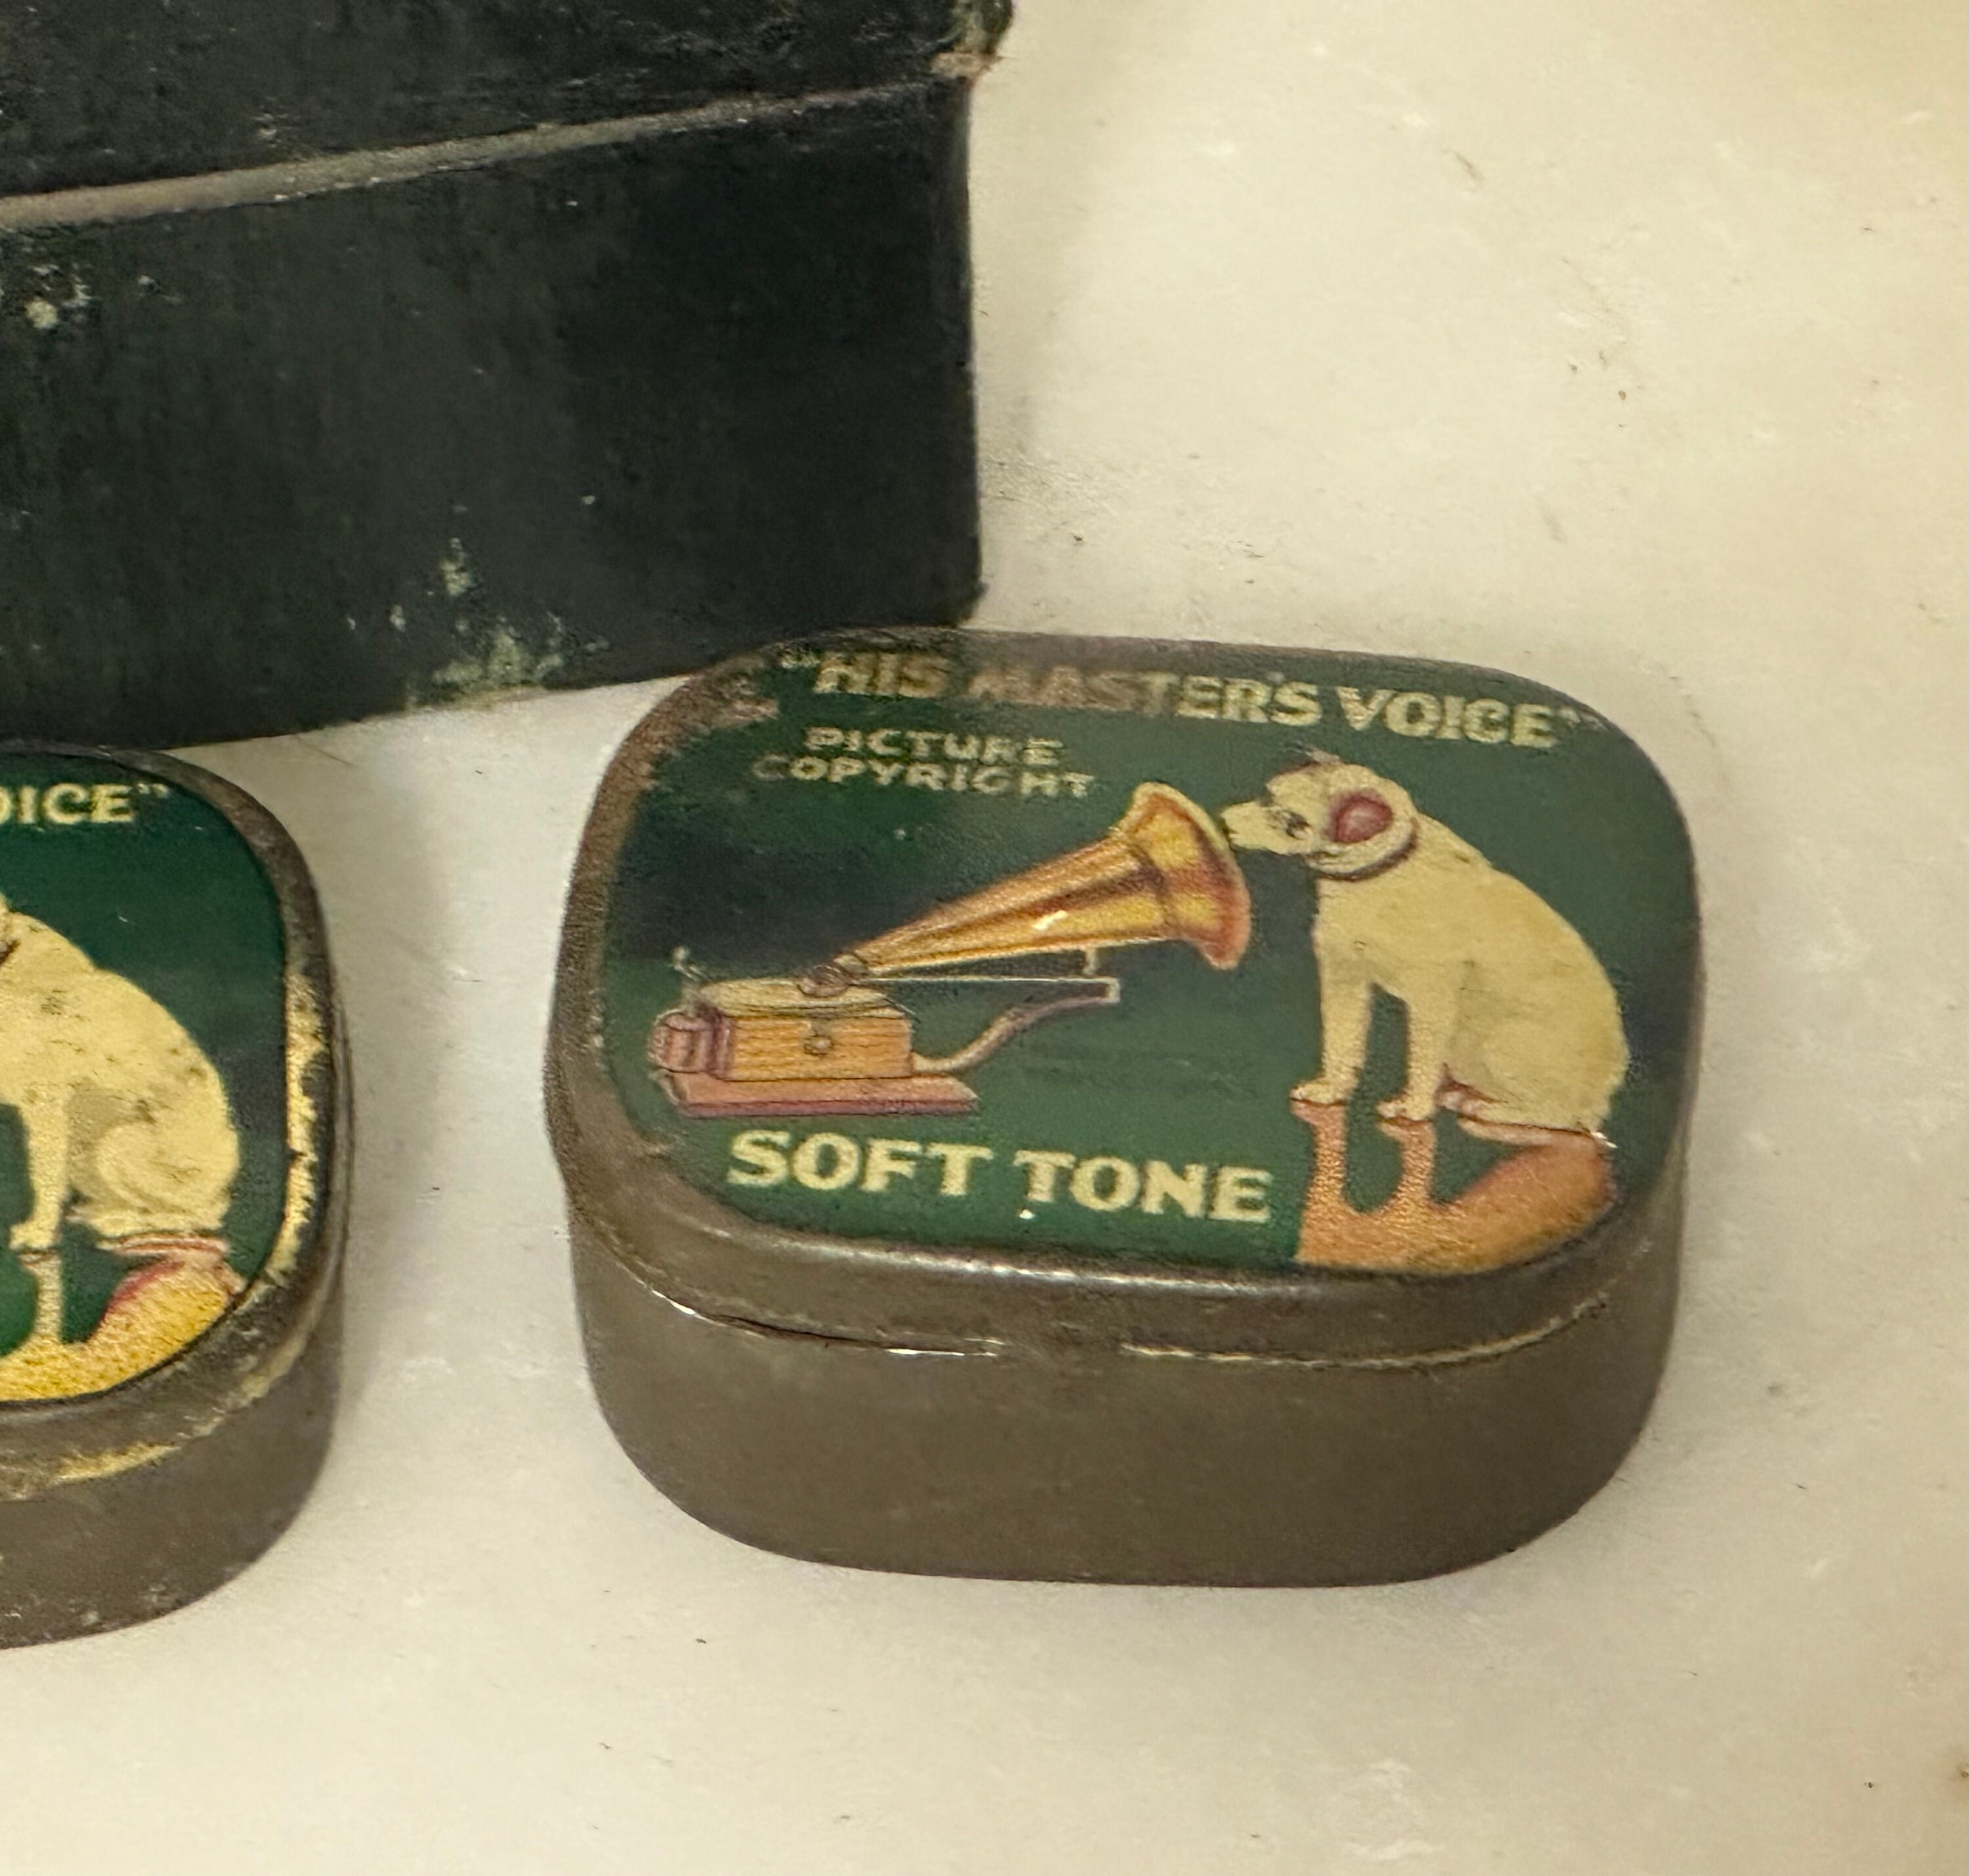 "HIS MASTER'S VOICE"
PICTURE
COPYRIGHT
SOFT TONE
OICE"